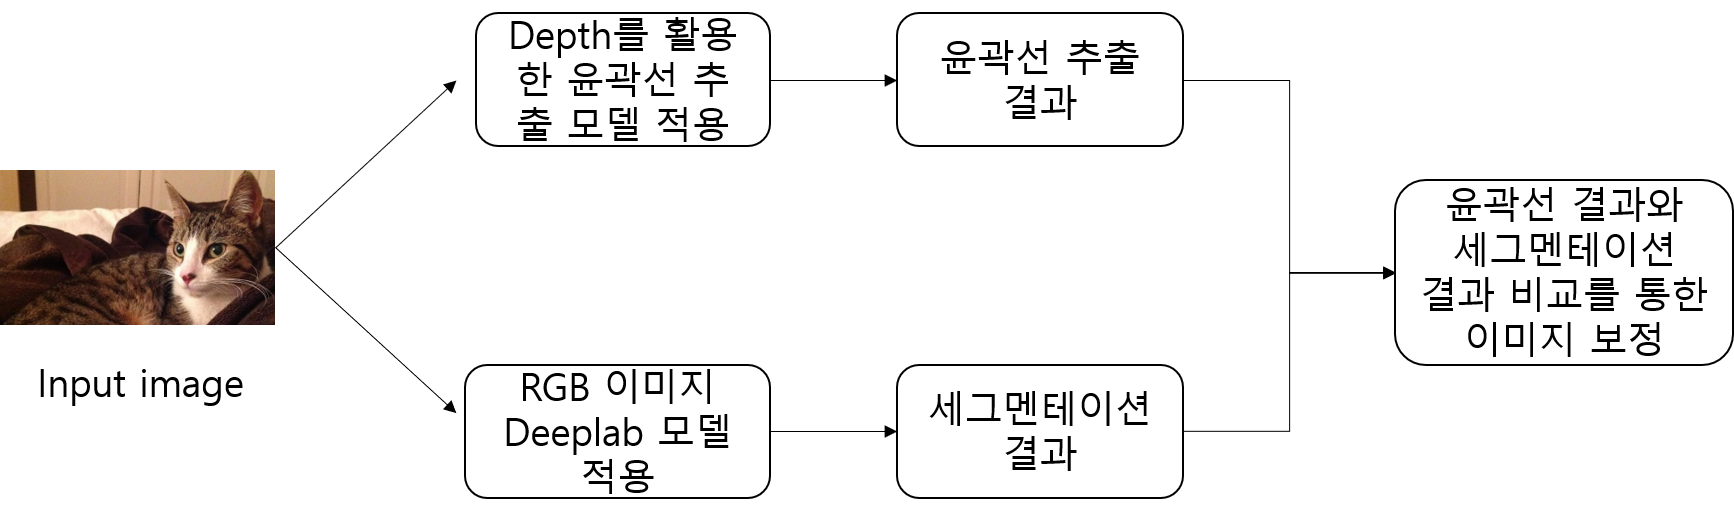 Depth를 활용
한 윤곽선 추
출 모델 적용
윤곽선 추출
결과
Input image
RGB 이미지
Deeplab 모델
적용
세그멘테이션
결과
윤곽선 결과와
세그멘테이션
결과 비교를 통한
이미지 보정